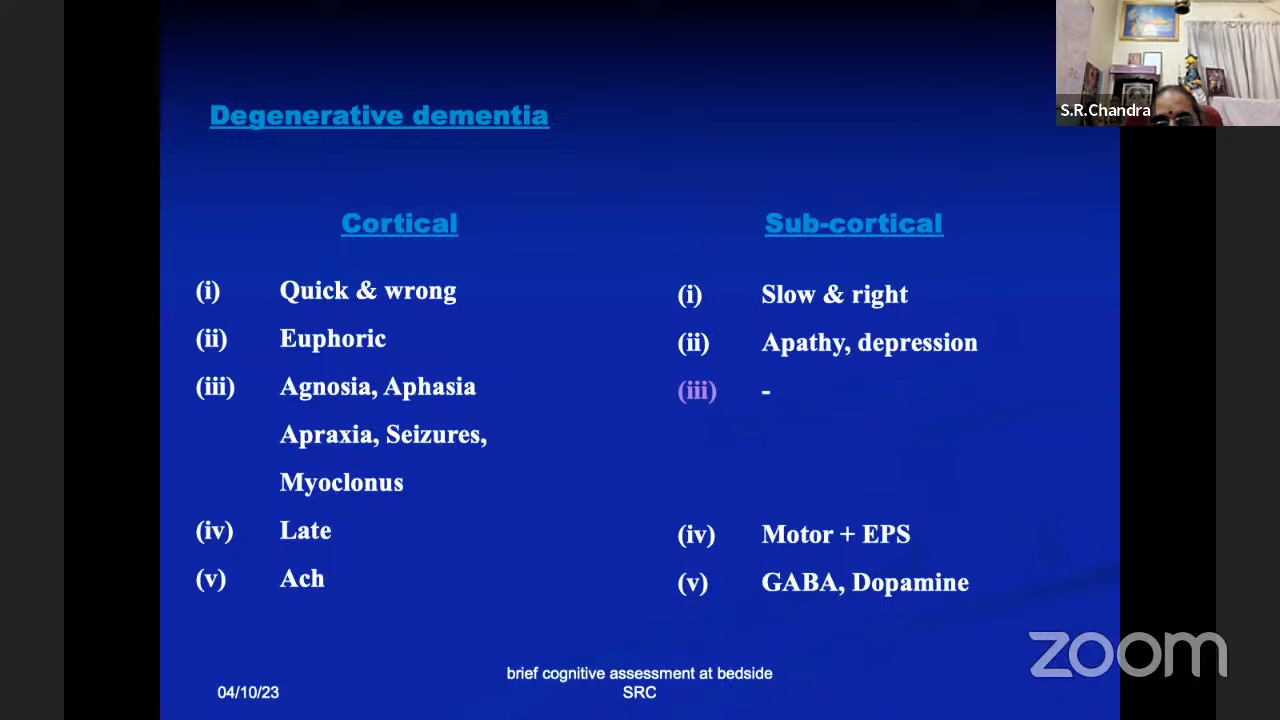 S.R.Chandra
Degenerative dementia
Cortical
(i) Quick & wrong
(ii) Euphoric
(iii) Agnosia, Aphasia
Apraxia, Seizures,
Myoclonus
(iv) Late
(v) Ach
Sub-cortical
(i) Slow & right
(ii) Apathy, depression
(iii) -
(iv) Motor + EPS
(v) GABA, Dopamine
04/10/23
brief cognitive assessment at bedside
SRC
zoom